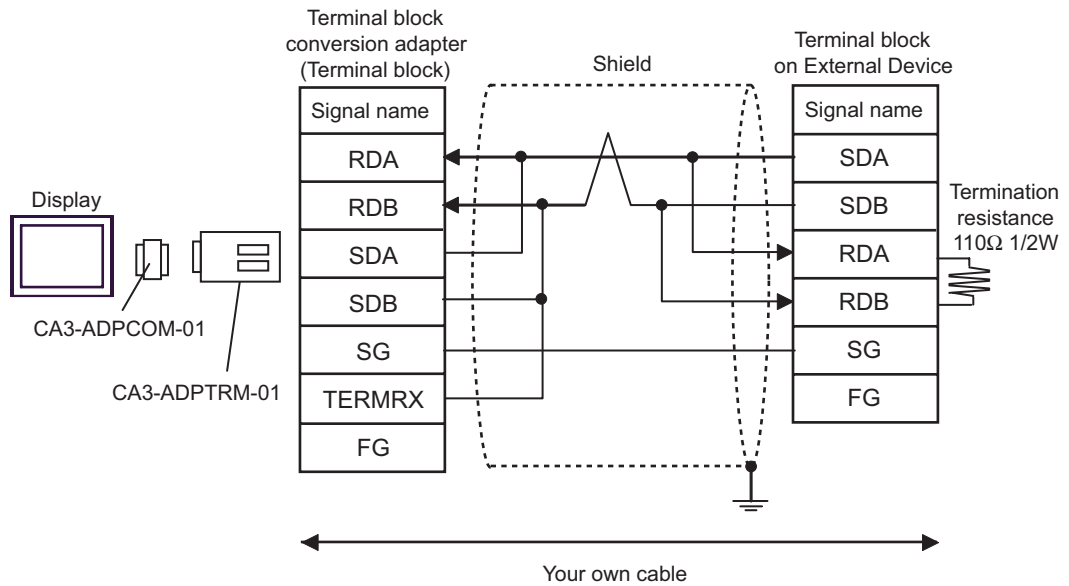 Terminal block
conversion adapter
(Terminal block)
Shield
Terminal block
on External Device
Signal name
RDA
RDB
SDA
SDB
SG
TERMRX
FG
Signal name
SDA
SDB
RDA
RDB
SG
FG
Display
CA3-ADPCOM-01
CA3-ADPTRM-01
Termination
resistance
110Ω 1/2W
Your own cable